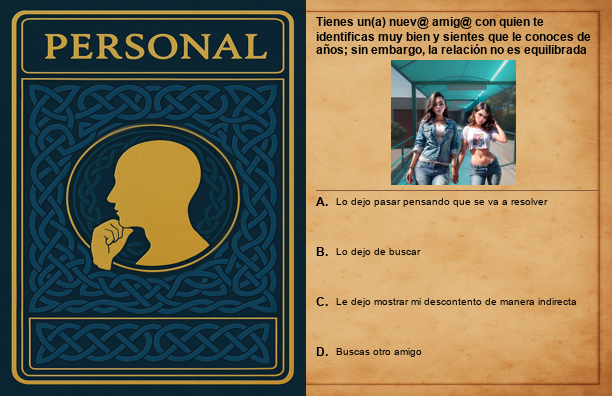 PERSONAL
Tienes un(a) nuev@ amig@ con quien te
identificas muy bien y sientes que le conoces de
años; sin embargo, la relación no es equilibrada
A. Lo dejo pasar pensando que se va a resolver
B. Lo dejo de buscar
C. Le dejo mostrar mi descontento de manera indirecta
D. Buscas otro amigo